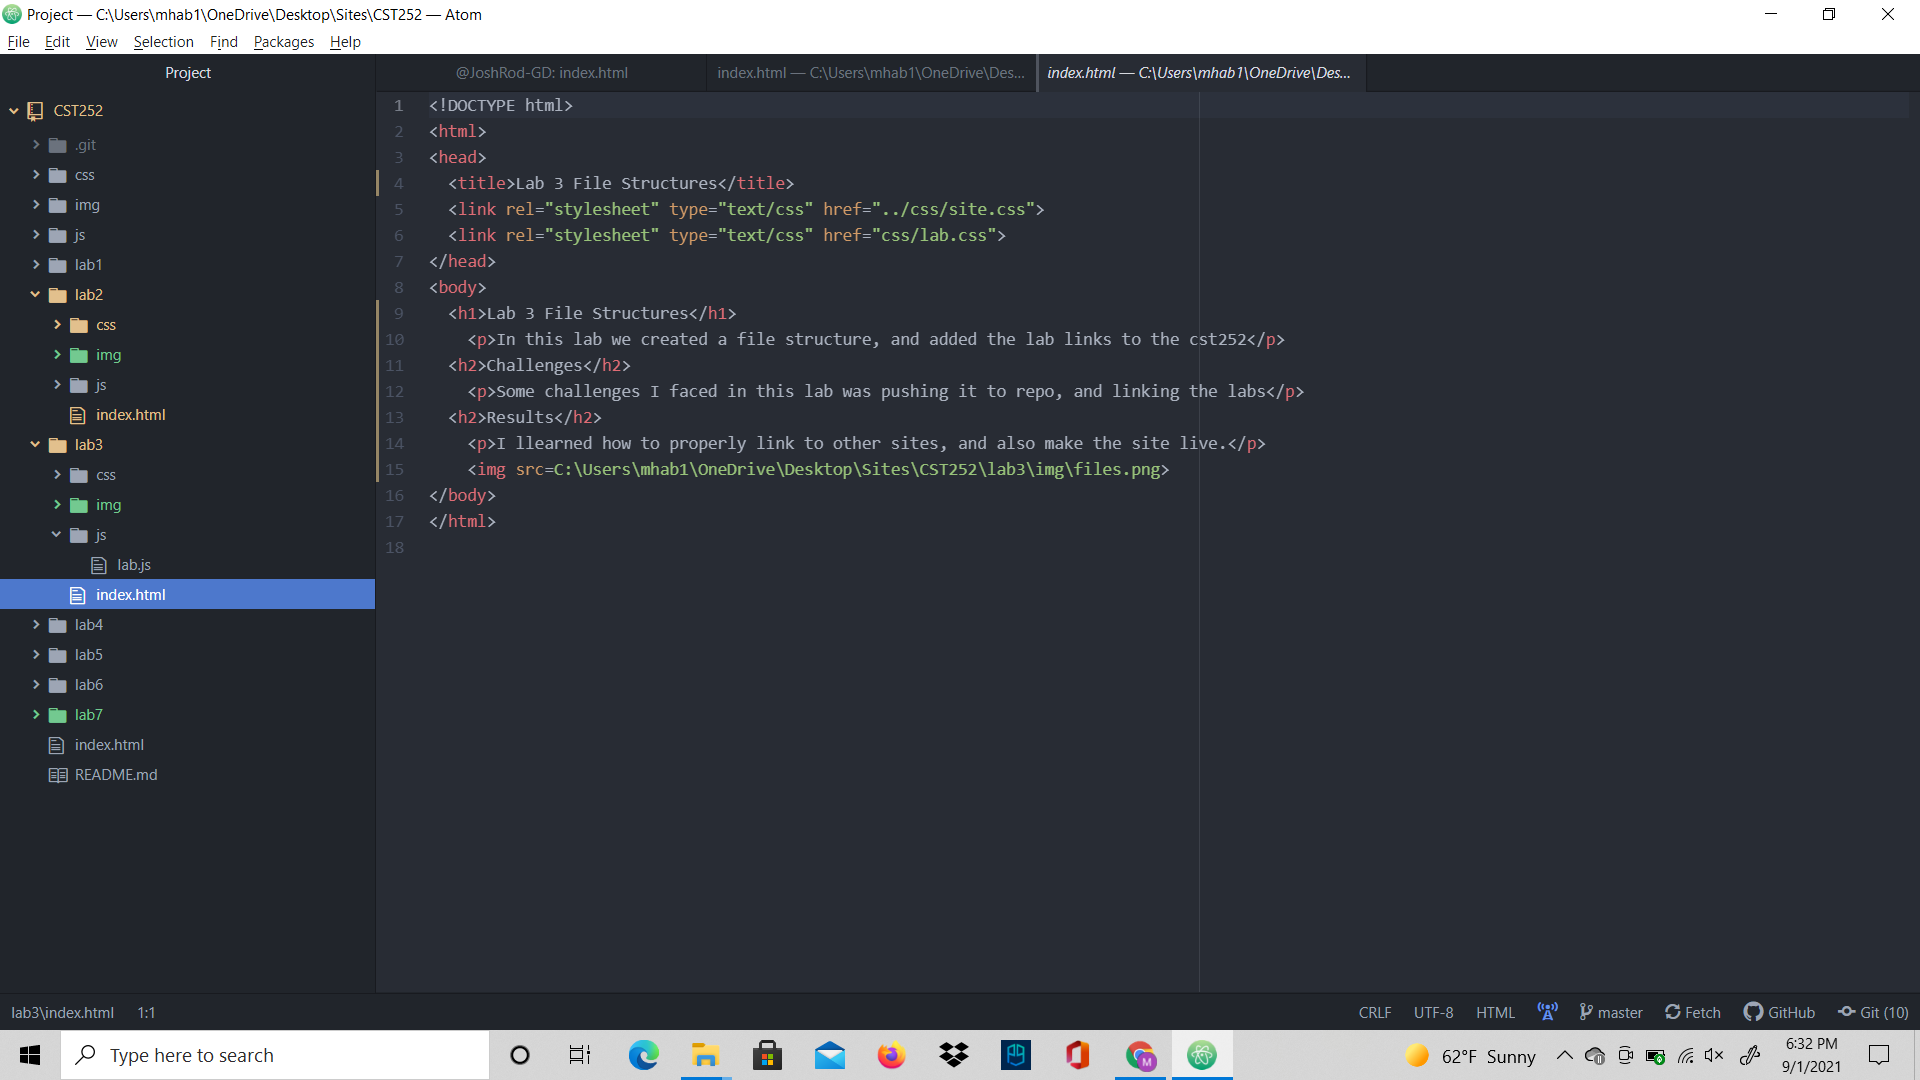 Project — C:\Users\mhab1\OneDrive\Desktop\Sites\CST252 — Atom
File Edit View Selection Find Packages Help
Project
@JoshRod-GD: index.html
index.html — C:\Users\mhab1\OneDrive\Des...
index.html — C:\Users\mhab1\OneDrive\Des...
CST252
.git
css
img
js
lab1
lab2
css
img
js
index.html
lab3
css
img
js
lab.js
index.html
lab4
lab5
lab6
lab7
index.html
README.md
1 <!DOCTYPE html>
2 <html>
3 <head>
4 <title>Lab 3 File Structures</title>
5 <link rel="stylesheet" type="text/css" href="../css/site.css">
6 <link rel="stylesheet" type="text/css" href="css/lab.css">
7 </head>
8 <body>
9 <h1>Lab 3 File Structures</h1>
10 <p>In this lab we created a file structure, and added the lab links to the cst252</p>
11 <h2>Challenges</h2>
12 <p>Some challenges I faced in this lab was pushing it to repo, and linking the labs</p>
13 <h2>Results</h2>
14 <p>I llearned how to properly link to other sites, and also make the site live.</p>
15 <img src=C:\Users\mhab1\OneDrive\Desktop\Sites\CST252\lab3\img\files.png>
16 </body>
17 </html>
18
lab3\index.html 1:1
CRLF UTF-8 HTML master Fetch GitHub Git (10)
Type here to search
M
62°F Sunny
6:32 PM
9/1/2021